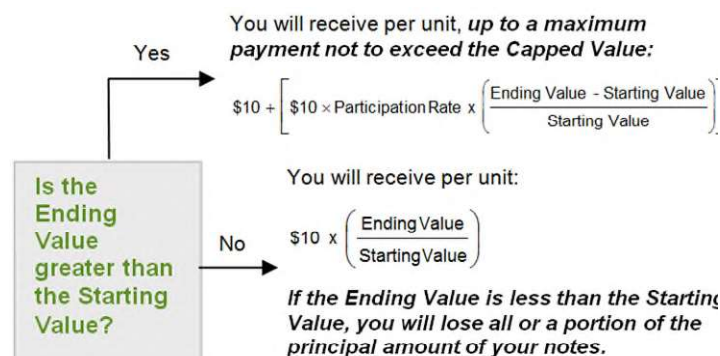 You will receive per unit, up to a maximum
payment not to exceed the Capped Value:
Yes
$10 + [ $10 × Participation Rate x ( Ending Value - Starting Value / Starting Value ) ]
Is the
Ending
Value
greater than
the Starting
Value?
You will receive per unit:
No
$10 x ( Ending Value / Starting Value )
If the Ending Value is less than the Starting
Value, you will lose all or a portion of the
principal amount of your notes.